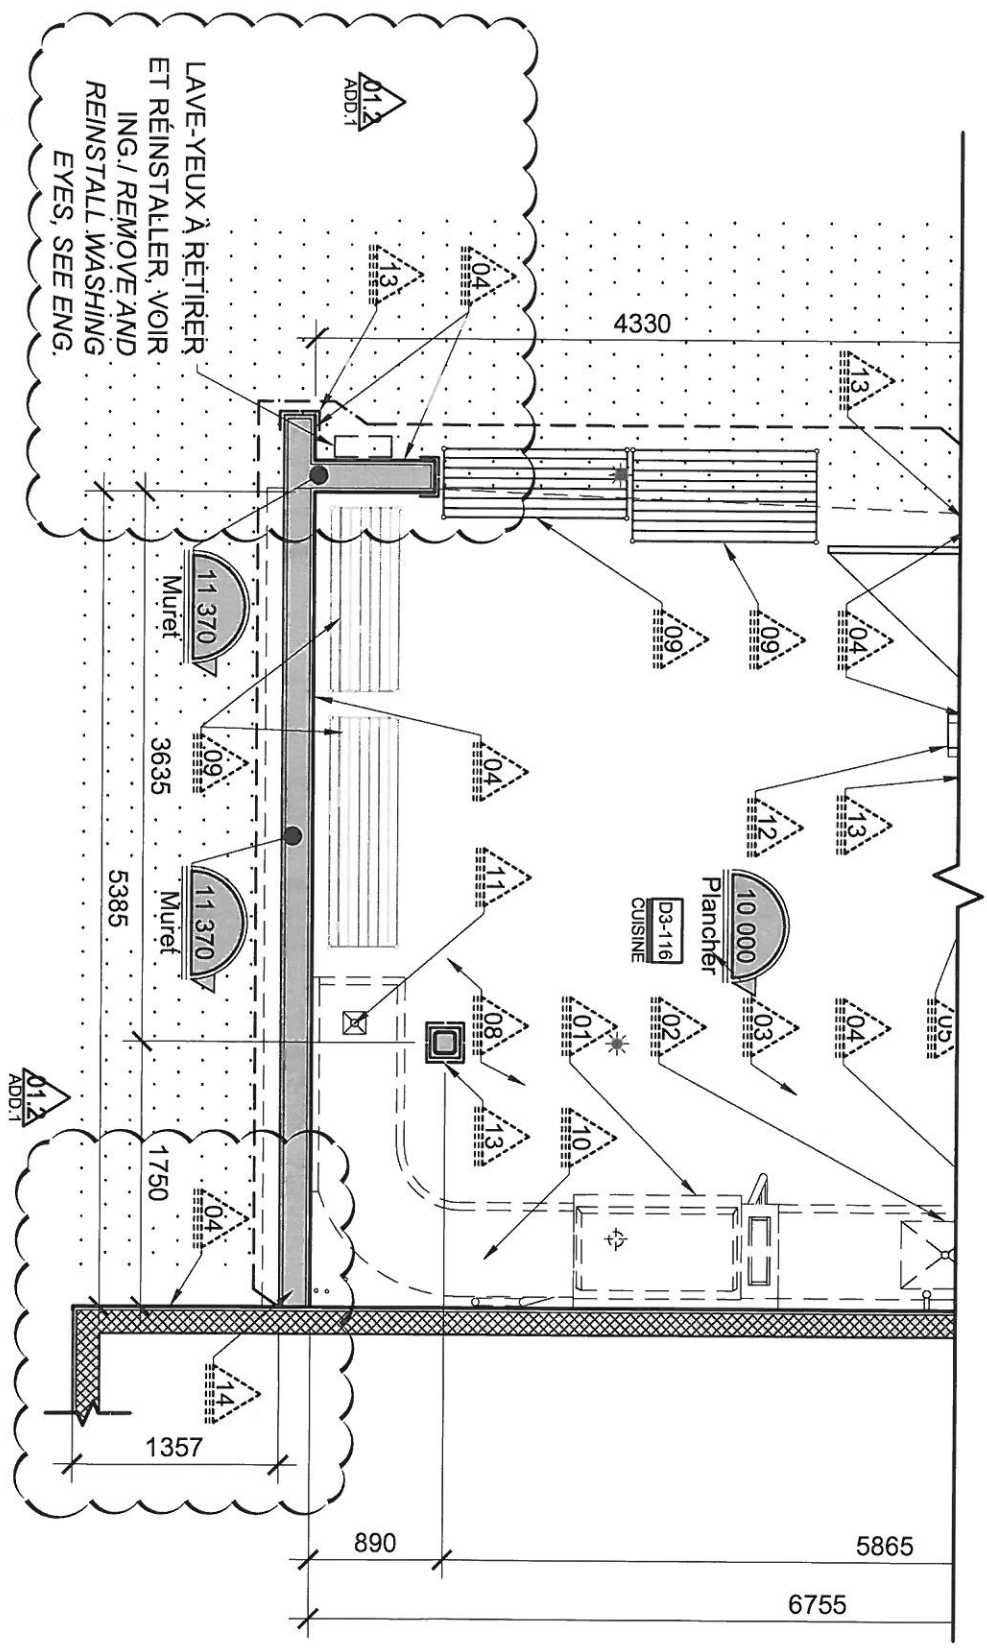 01.2
ADD.1
LAVE-YEUX À RETIRER
ET RÉINSTALLER, VOIR
ING./ REMOVE AND
REINSTALL WASHING
EYES, SEE ENG.
13
04
4330
13
09
09
04
11 370
Muret
09
04
12
13
3635
5385
11 370
Muret
11
10 000
Plancher
D3-116
CUISINE
08
01
02
03
04
05
13
10
01.2
ADD.1
1750
04
14
1357
890
5865
6755